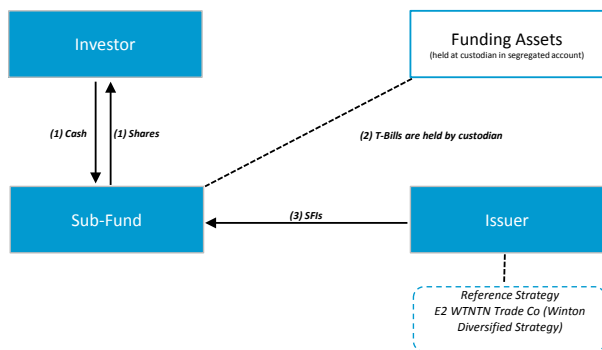 Investor
Funding Assets
(held at custodian in segregated account)
(1) Cash
(1) Shares
(2) T-Bills are held by custodian
Sub-Fund
(3) SFIs
Issuer
Reference Strategy
E2 WTNTN Trade Co (Winton
Diversified Strategy)